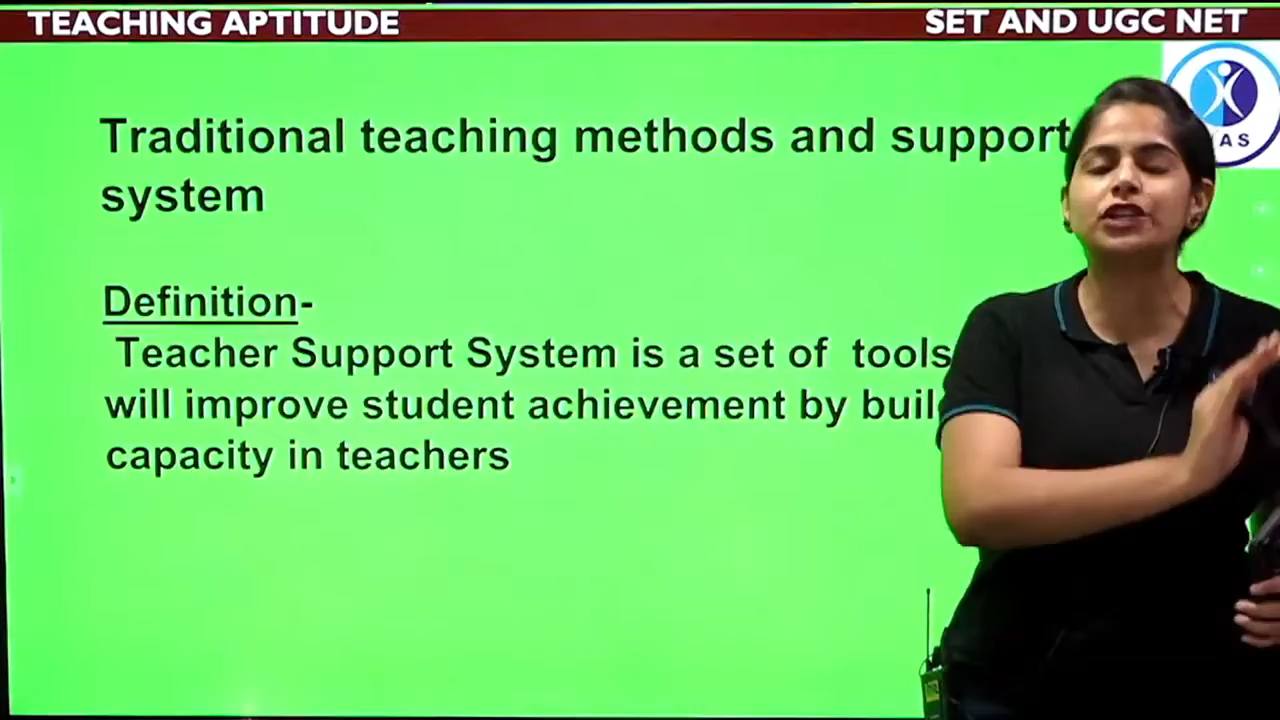 TEACHING APTITUDE
SET AND UGC NET
AS
Traditional teaching methods and support
system
Definition-
Teacher Support System is a set of tools
will improve student achievement by
capacity in teachers